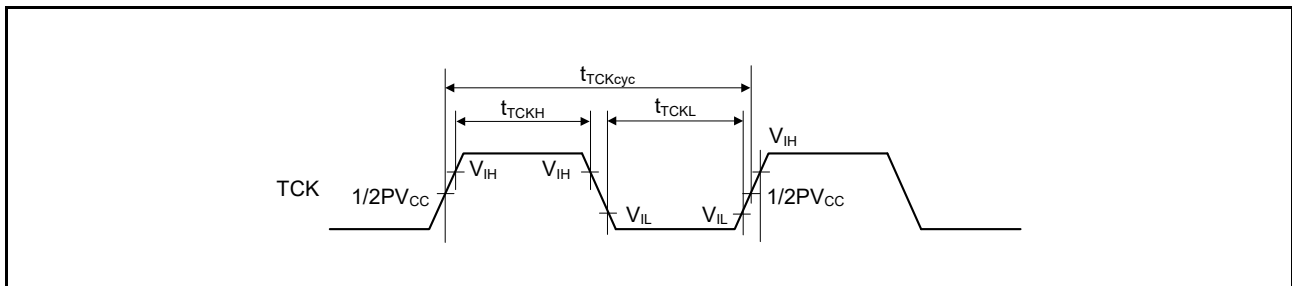 tTCKcyc
tTCKH tTCKL
VIH
TCK 1/2PVCC VIH VIH 1/2PVCC
VIL VIL